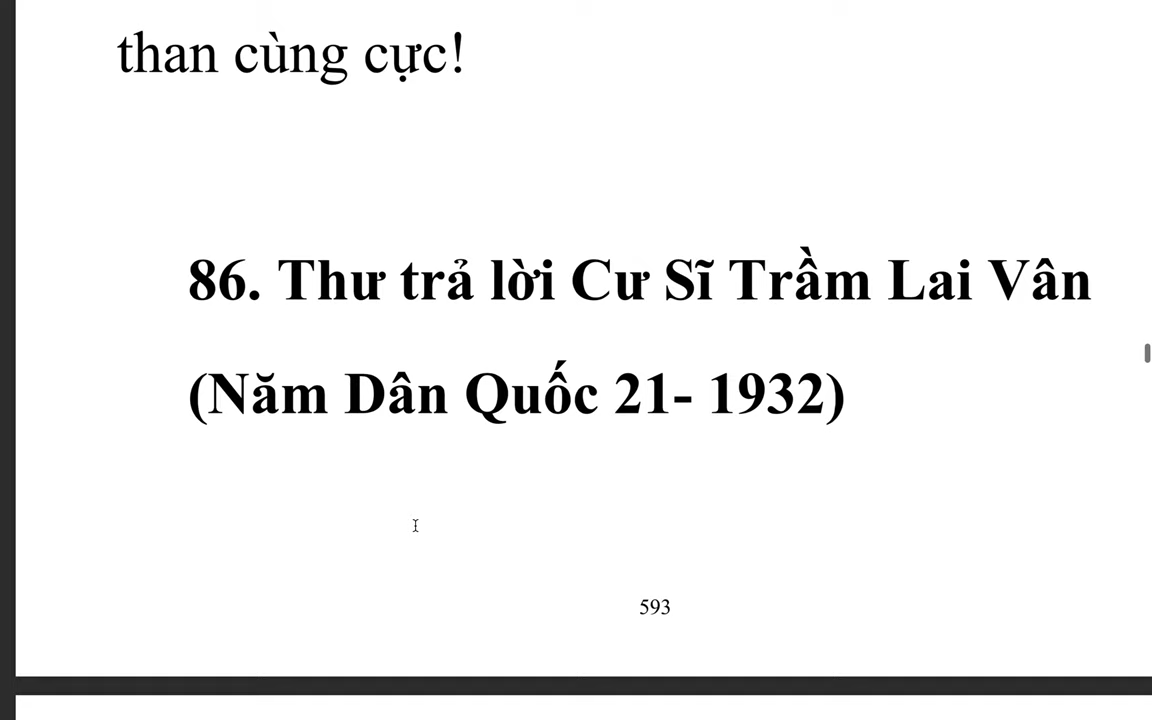 than cùng cực!
86. Thư trả lời Cư Sĩ Trầm Lai Vân
(Năm Dân Quốc 21- 1932)
593